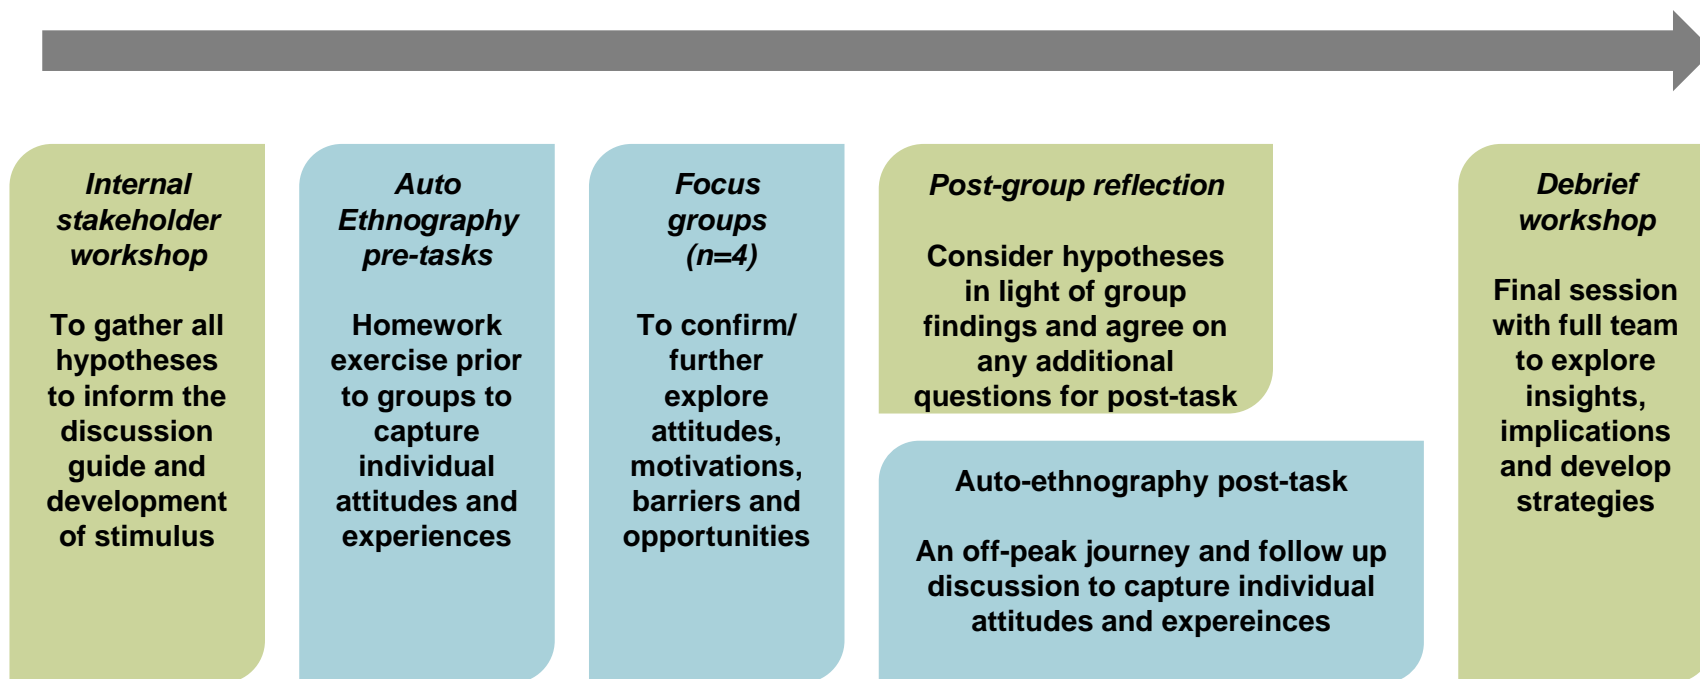 Internal
stakeholder
workshop
To gather all
hypotheses
to inform the
discussion
guide and
development
of stimulus
Auto
Ethnography
pre-tasks
Homework
exercise prior
to groups to
capture
individual
attitudes and
experiences
Focus
groups
(n=4)
To confirm/
further
explore
attitudes,
motivations,
barriers and
opportunities
Post-group reflection
Consider hypotheses
in light of group
findings and agree on
any additional
questions for post-task
Auto-ethnography post-task
An off-peak journey and follow up
discussion to capture individual
attitudes and expereinces
Debrief
workshop
Final session
with full team
to explore
insights,
implications
and develop
strategies